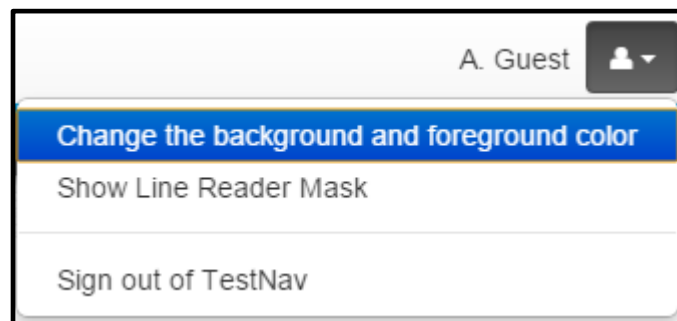 A. Guest
Change the background and foreground color
Show Line Reader Mask
Sign out of TestNav